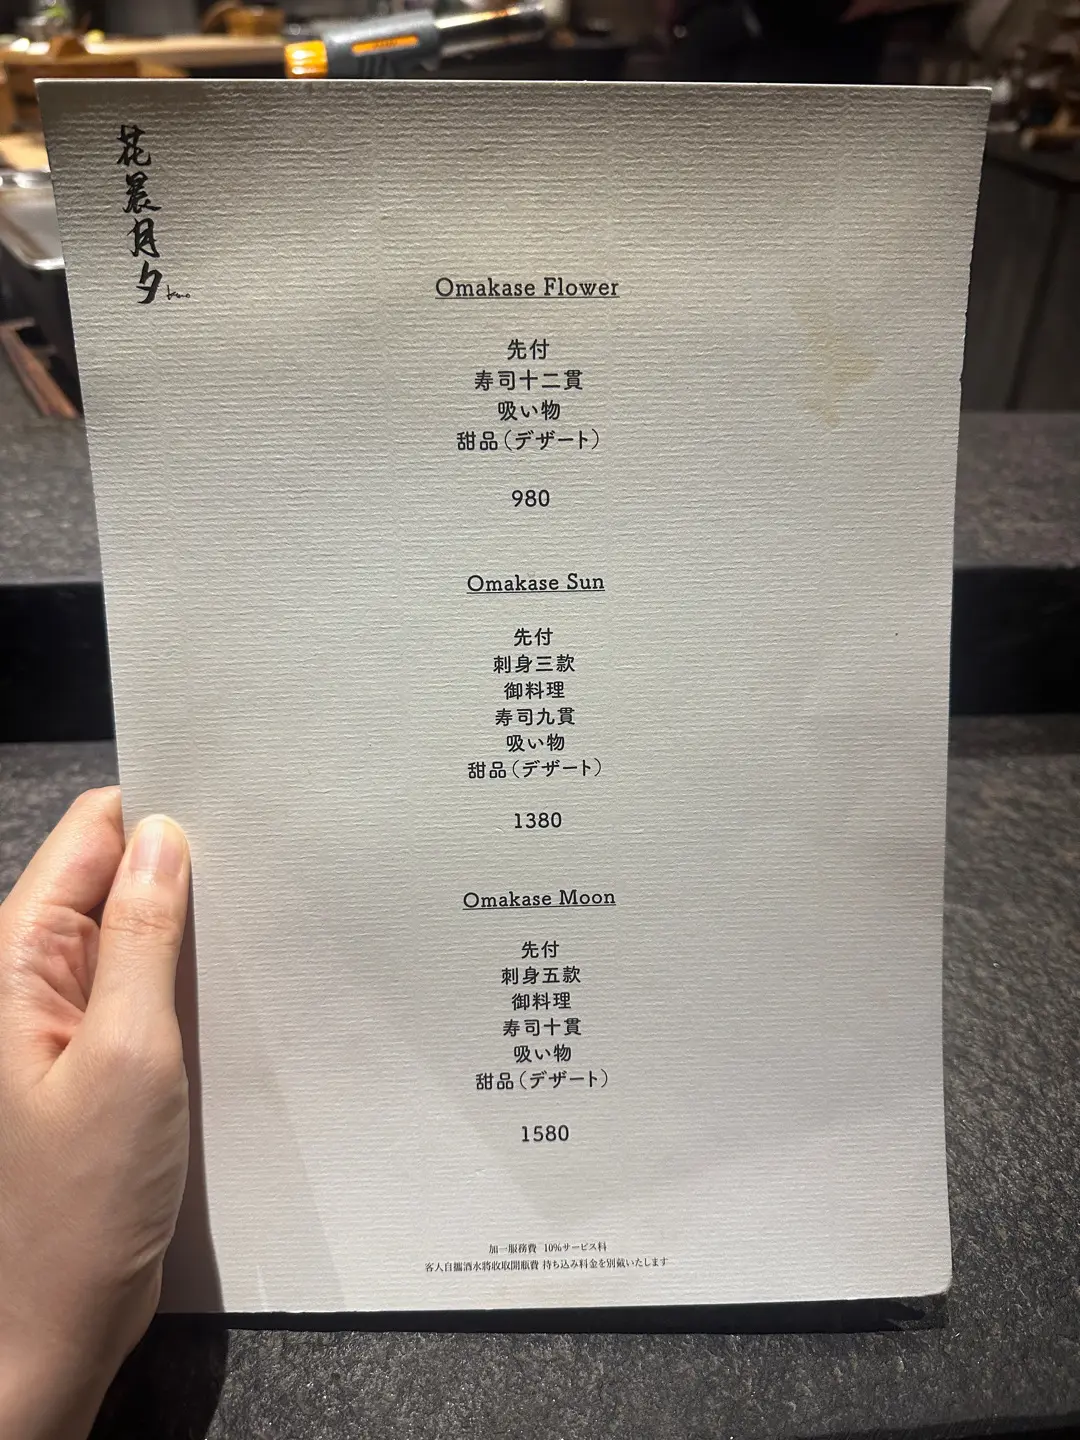 花晨月夕
Omakase Flower
先付
寿司十二貫
吸い物
甜品（デザート）
980
Omakase Sun
先付
刺身三款
御料理
寿司九貫
吸い物
甜品（デザート）
1380
Omakase Moon
先付
刺身五款
御料理
寿司十貫
吸い物
甜品（デザート）
1580
加一服務費 10%サービス料
客人自攜酒水將收取開瓶費 持ち込み料金を別戴いたします